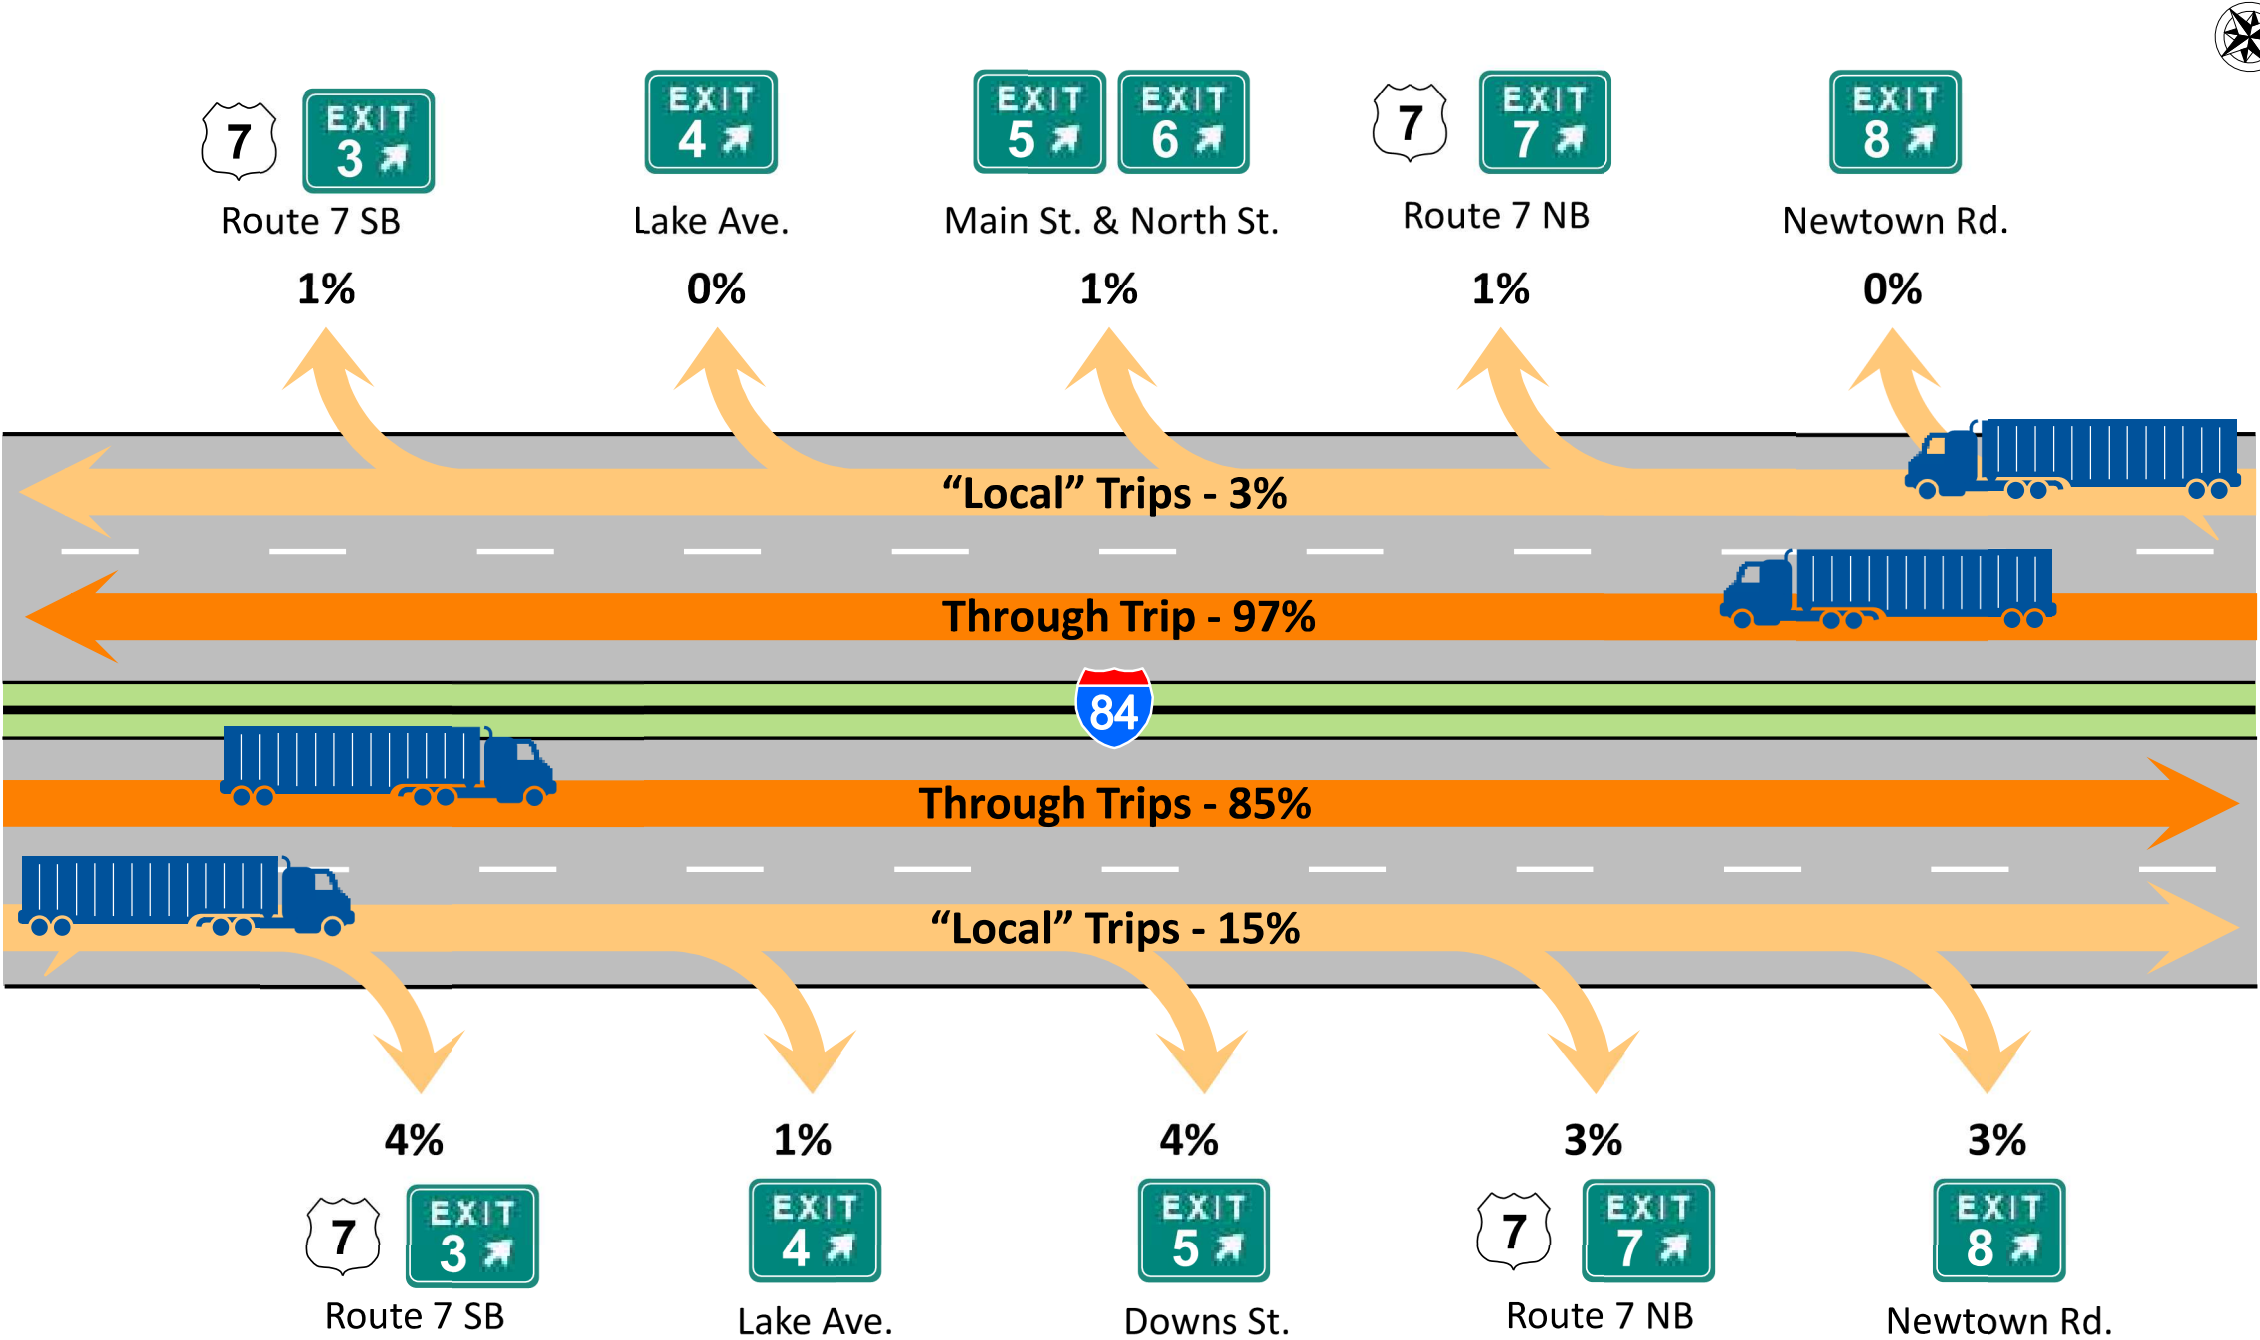 7
EXIT
3
EXIT
4
EXIT
5
EXIT
6
7
EXIT
7
EXIT
8
Route 7 SB
Lake Ave.
Main St. & North St.
Route 7 NB
Newtown Rd.
1%
0%
1%
1%
0%
“Local” Trips - 3%
Through Trip - 97%
84
Through Trips - 85%
“Local” Trips - 15%
4%
1%
4%
3%
3%
7
EXIT
3
EXIT
4
EXIT
5
7
EXIT
7
EXIT
8
Route 7 SB
Lake Ave.
Downs St.
Route 7 NB
Newtown Rd.